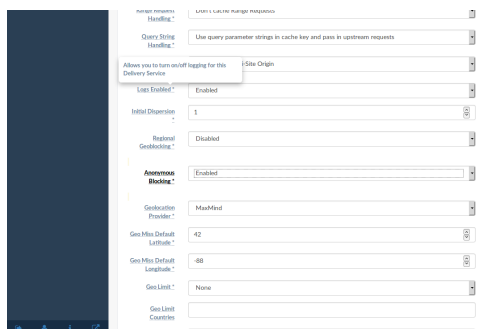 Range Request
Handling *
Don't Cache Range Requests
Query String
Handling *
Use query parameter strings in cache key and pass in upstream requests
Allows you to turn on/off logging for this
Delivery Service
Site Origin
Logs Enabled *
Enabled
Initial Dispersion
*
1
Regional
Geoblocking *
Disabled
Anonymous
Blocking *
Enabled
Geolocation
Provider *
MaxMind
Geo Miss Default
Latitude *
42
Geo Miss Default
Longitude *
-88
Geo Limit *
None
Geo Limit
Countries